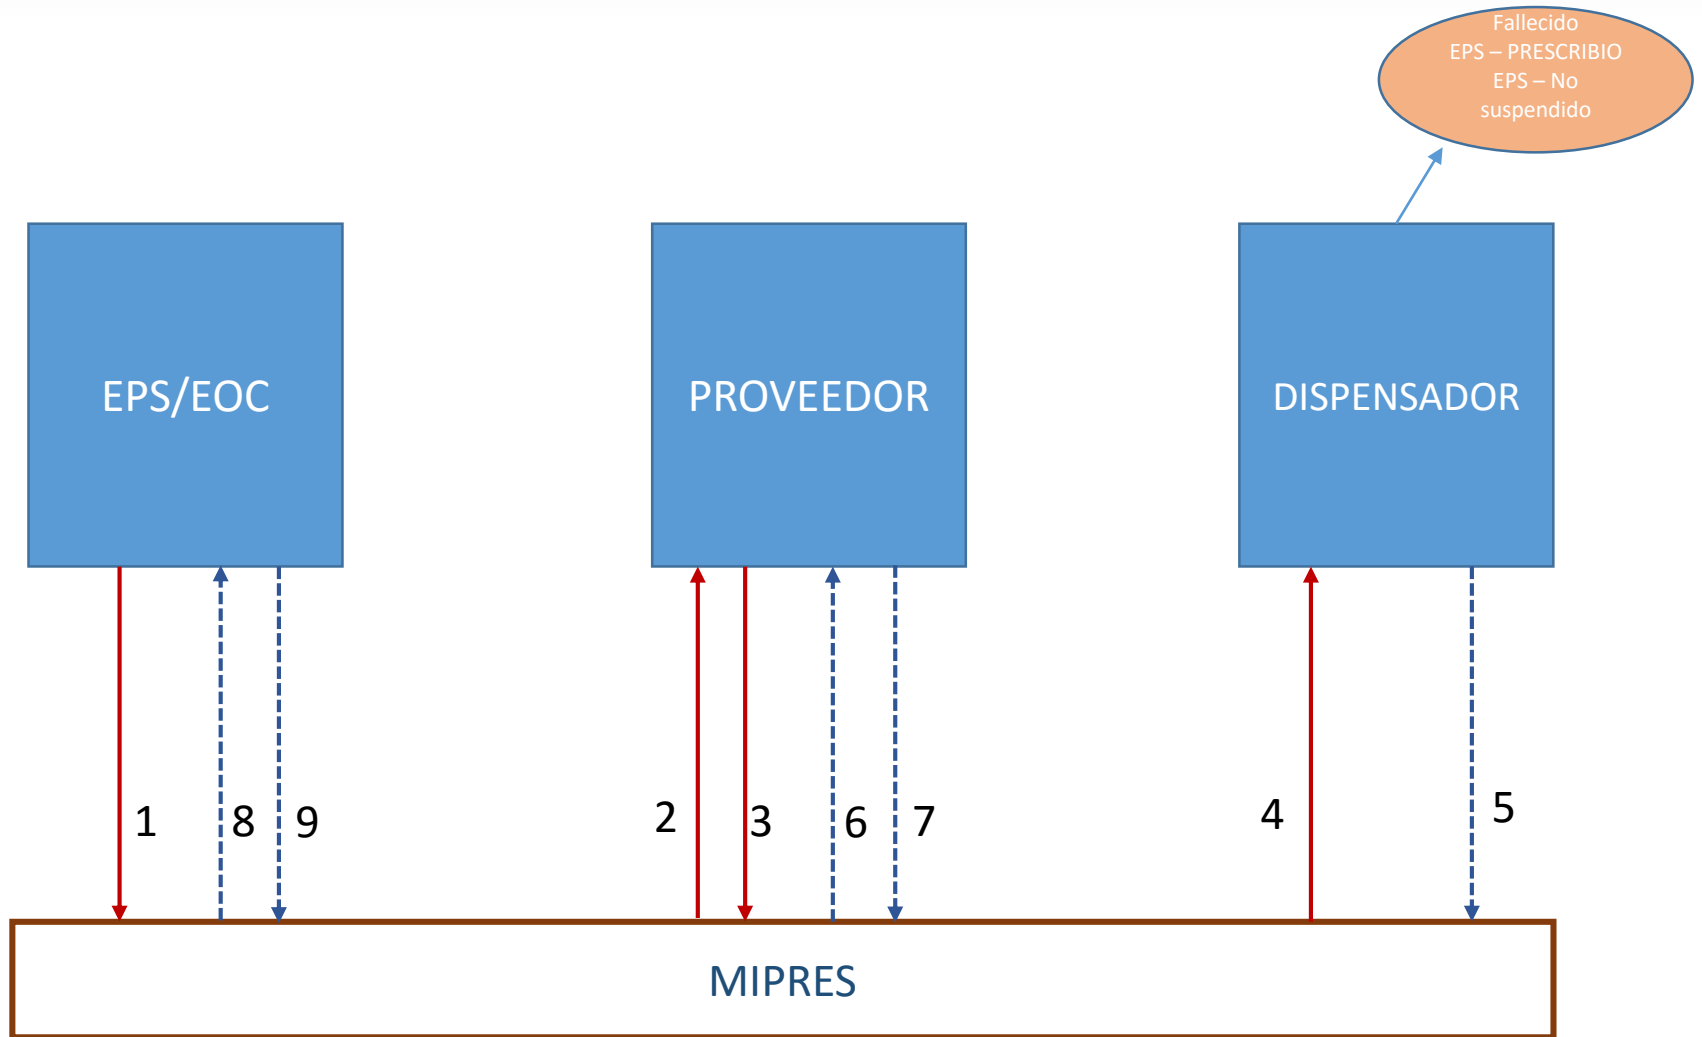 Fallecido
EPS – PRESCRIBIO
EPS – No
suspendido
EPS/EOC
PROVEEDOR
DISPENSADOR
1
8
9
2
3
6
7
4
5
MIPRES